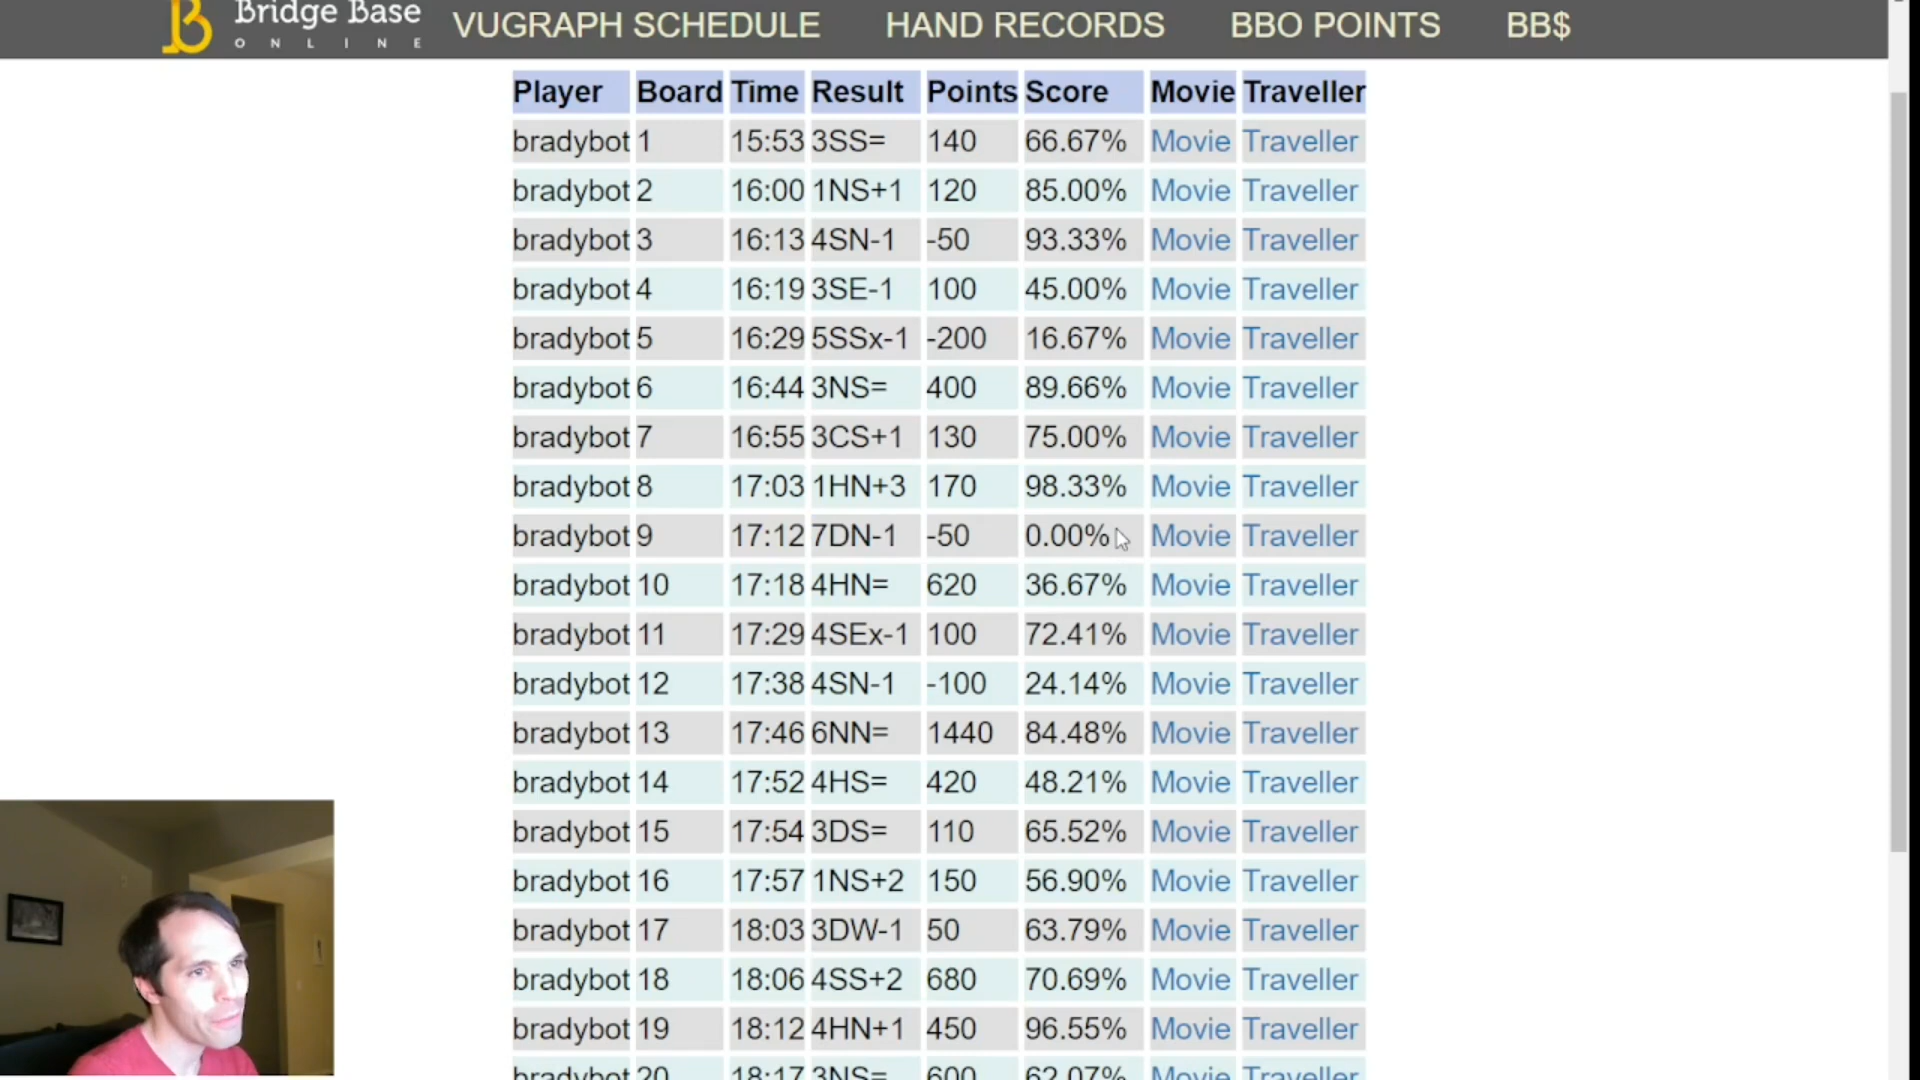 Bridge Base
ONLINE
VUGRAPH SCHEDULE HAND RECORDS BBO POINTS BB$
Player Board Time Result Points Score Movie Traveller
bradybot 1 15:53 3SS= 140 66.67% Movie Traveller
bradybot 2 16:00 1NS+1 120 85.00% Movie Traveller
bradybot 3 16:13 4SN-1 -50 93.33% Movie Traveller
bradybot 4 16:19 3SE-1 100 45.00% Movie Traveller
bradybot 5 16:29 5SSx-1 -200 16.67% Movie Traveller
bradybot 6 16:44 3NS= 400 89.66% Movie Traveller
bradybot 7 16:55 3CS+1 130 75.00% Movie Traveller
bradybot 8 17:03 1HN+3 170 98.33% Movie Traveller
bradybot 9 17:12 7DN-1 -50 0.00% Movie Traveller
bradybot 10 17:18 4HN= 620 36.67% Movie Traveller
bradybot 11 17:29 4SEx-1 100 72.41% Movie Traveller
bradybot 12 17:38 4SN-1 -100 24.14% Movie Traveller
bradybot 13 17:46 6NN= 1440 84.48% Movie Traveller
bradybot 14 17:52 4HS= 420 48.21% Movie Traveller
bradybot 15 17:54 3DS= 110 65.52% Movie Traveller
bradybot 16 17:57 1NS+2 150 56.90% Movie Traveller
bradybot 17 18:03 3DW-1 50 63.79% Movie Traveller
bradybot 18 18:06 4SS+2 680 70.69% Movie Traveller
bradybot 19 18:12 4HN+1 450 96.55% Movie Traveller
bradybot 20 18:17 3NS= 600 62.07% Movie Traveller